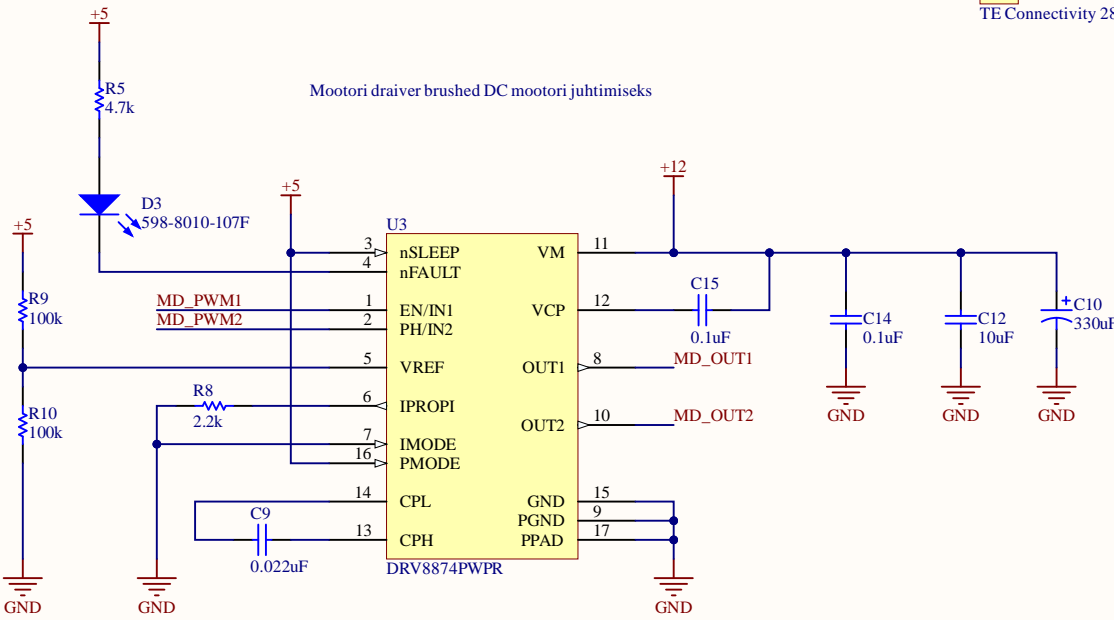 +5
TE Connectivity 28
R5
4.7k
Mootori draiver brushed DC mootori juhtimiseks
+12
+5
D3
598-8010-107F
+5
U3
3 nSLEEP
4 nFAULT
VM 11
R9
100k
MD_PWM1 1 EN/IN1
MD_PWM2 2 PH/IN2
VCP 12
C15
0.1uF
C14
0.1uF
C12
10uF
+ C10
330uF
5 VREF
OUT1 8 MD_OUT1
R8
2.2k
6 IPROPI
R10
100k
OUT2 10 MD_OUT2
GND
GND
GND
7 IMODE
16 PMODE
14 CPL
GND 15
C9
0.022uF
PGND 9
13 CPH
PPAD 17
DRV8874PWPR
GND
GND
GND